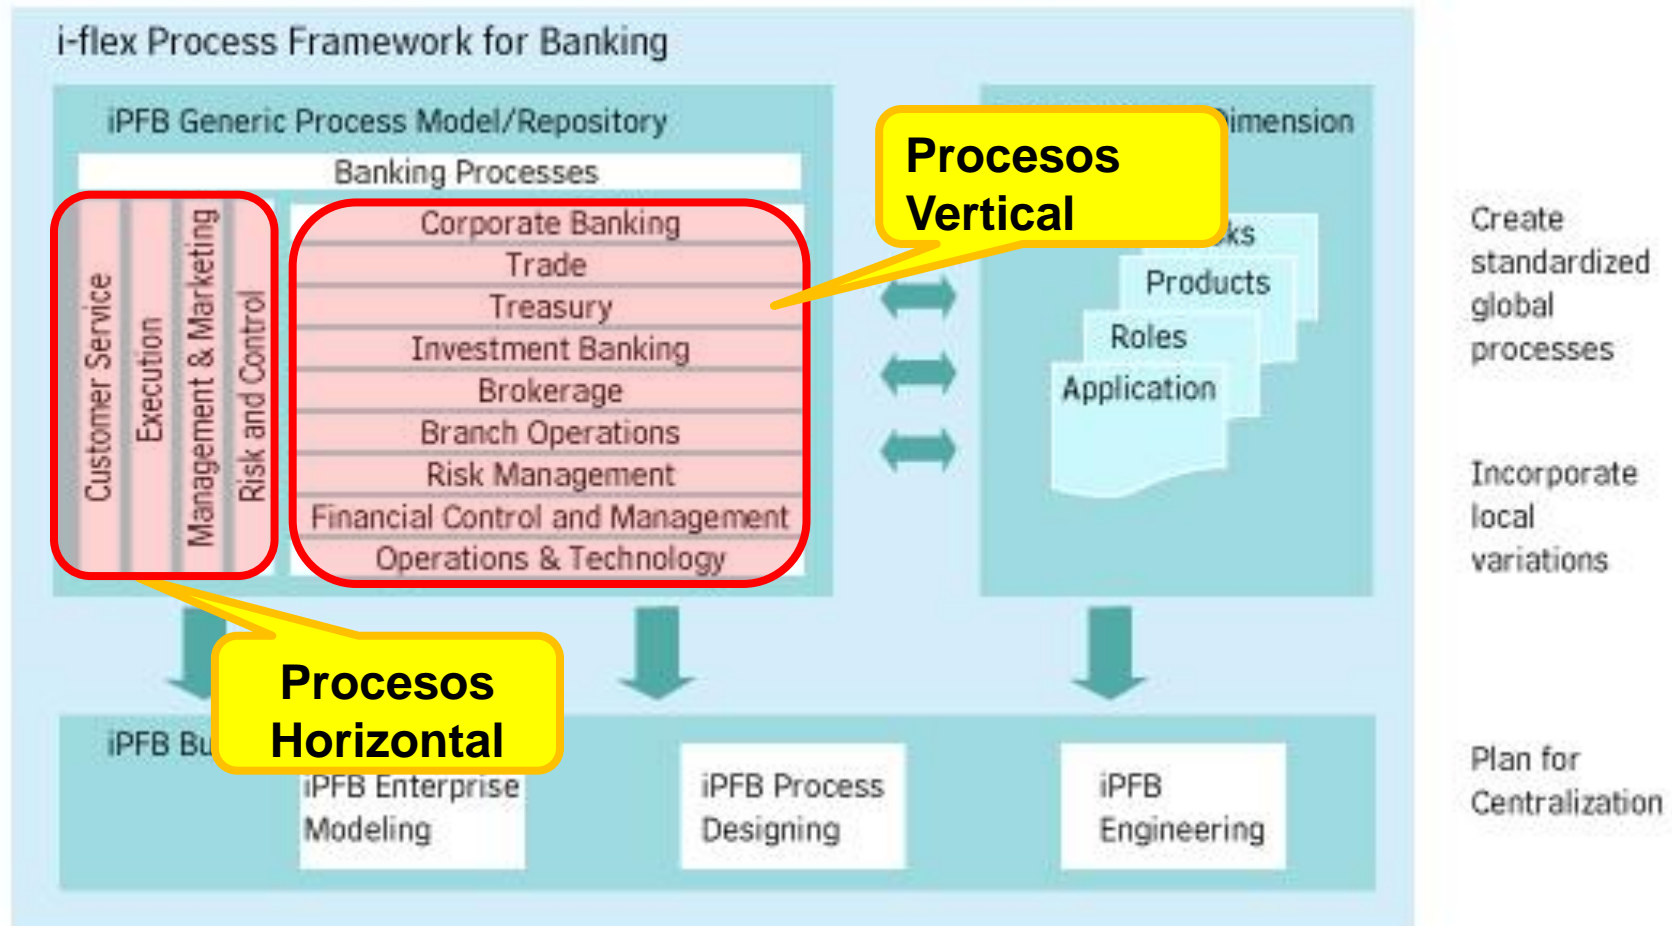 i-flex Process Framework for Banking
iPFB Generic Process Model/Repository
Banking Processes
Customer Service
Execution
Management & Marketing
Risk and Control
Corporate Banking
Trade
Treasury
Investment Banking
Brokerage
Branch Operations
Risk Management
Financial Control and Management
Operations & Technology
Procesos
Vertical
Dimension
Products
Roles
Application
Create
standardized
global
processes
Incorporate
local
variations
Procesos
Horizontal
iPFB
iPFB Enterprise
Modeling
iPFB Process
Designing
iPFB
Engineering
Plan for
Centralization